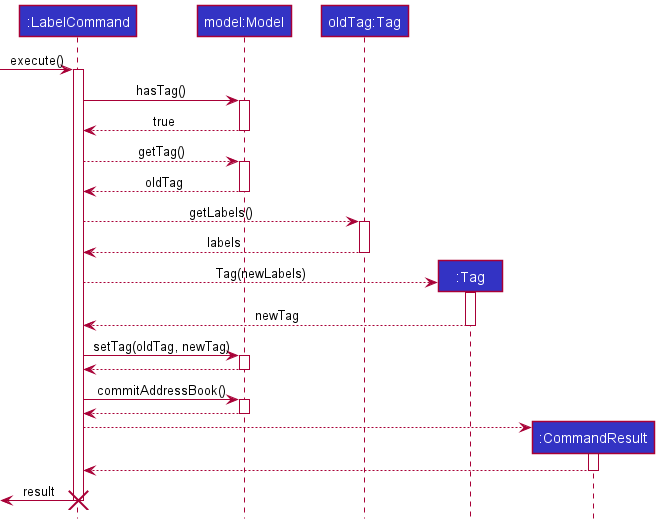 :LabelCommand
model:Model
oldTag:Tag
execute()
hasTag()
true
getTag()
oldTag
getLabels()
labels
Tag(newLabels)
:Tag
newTag
setTag(oldTag, newTag)
commitAddressBook()
:CommandResult
result